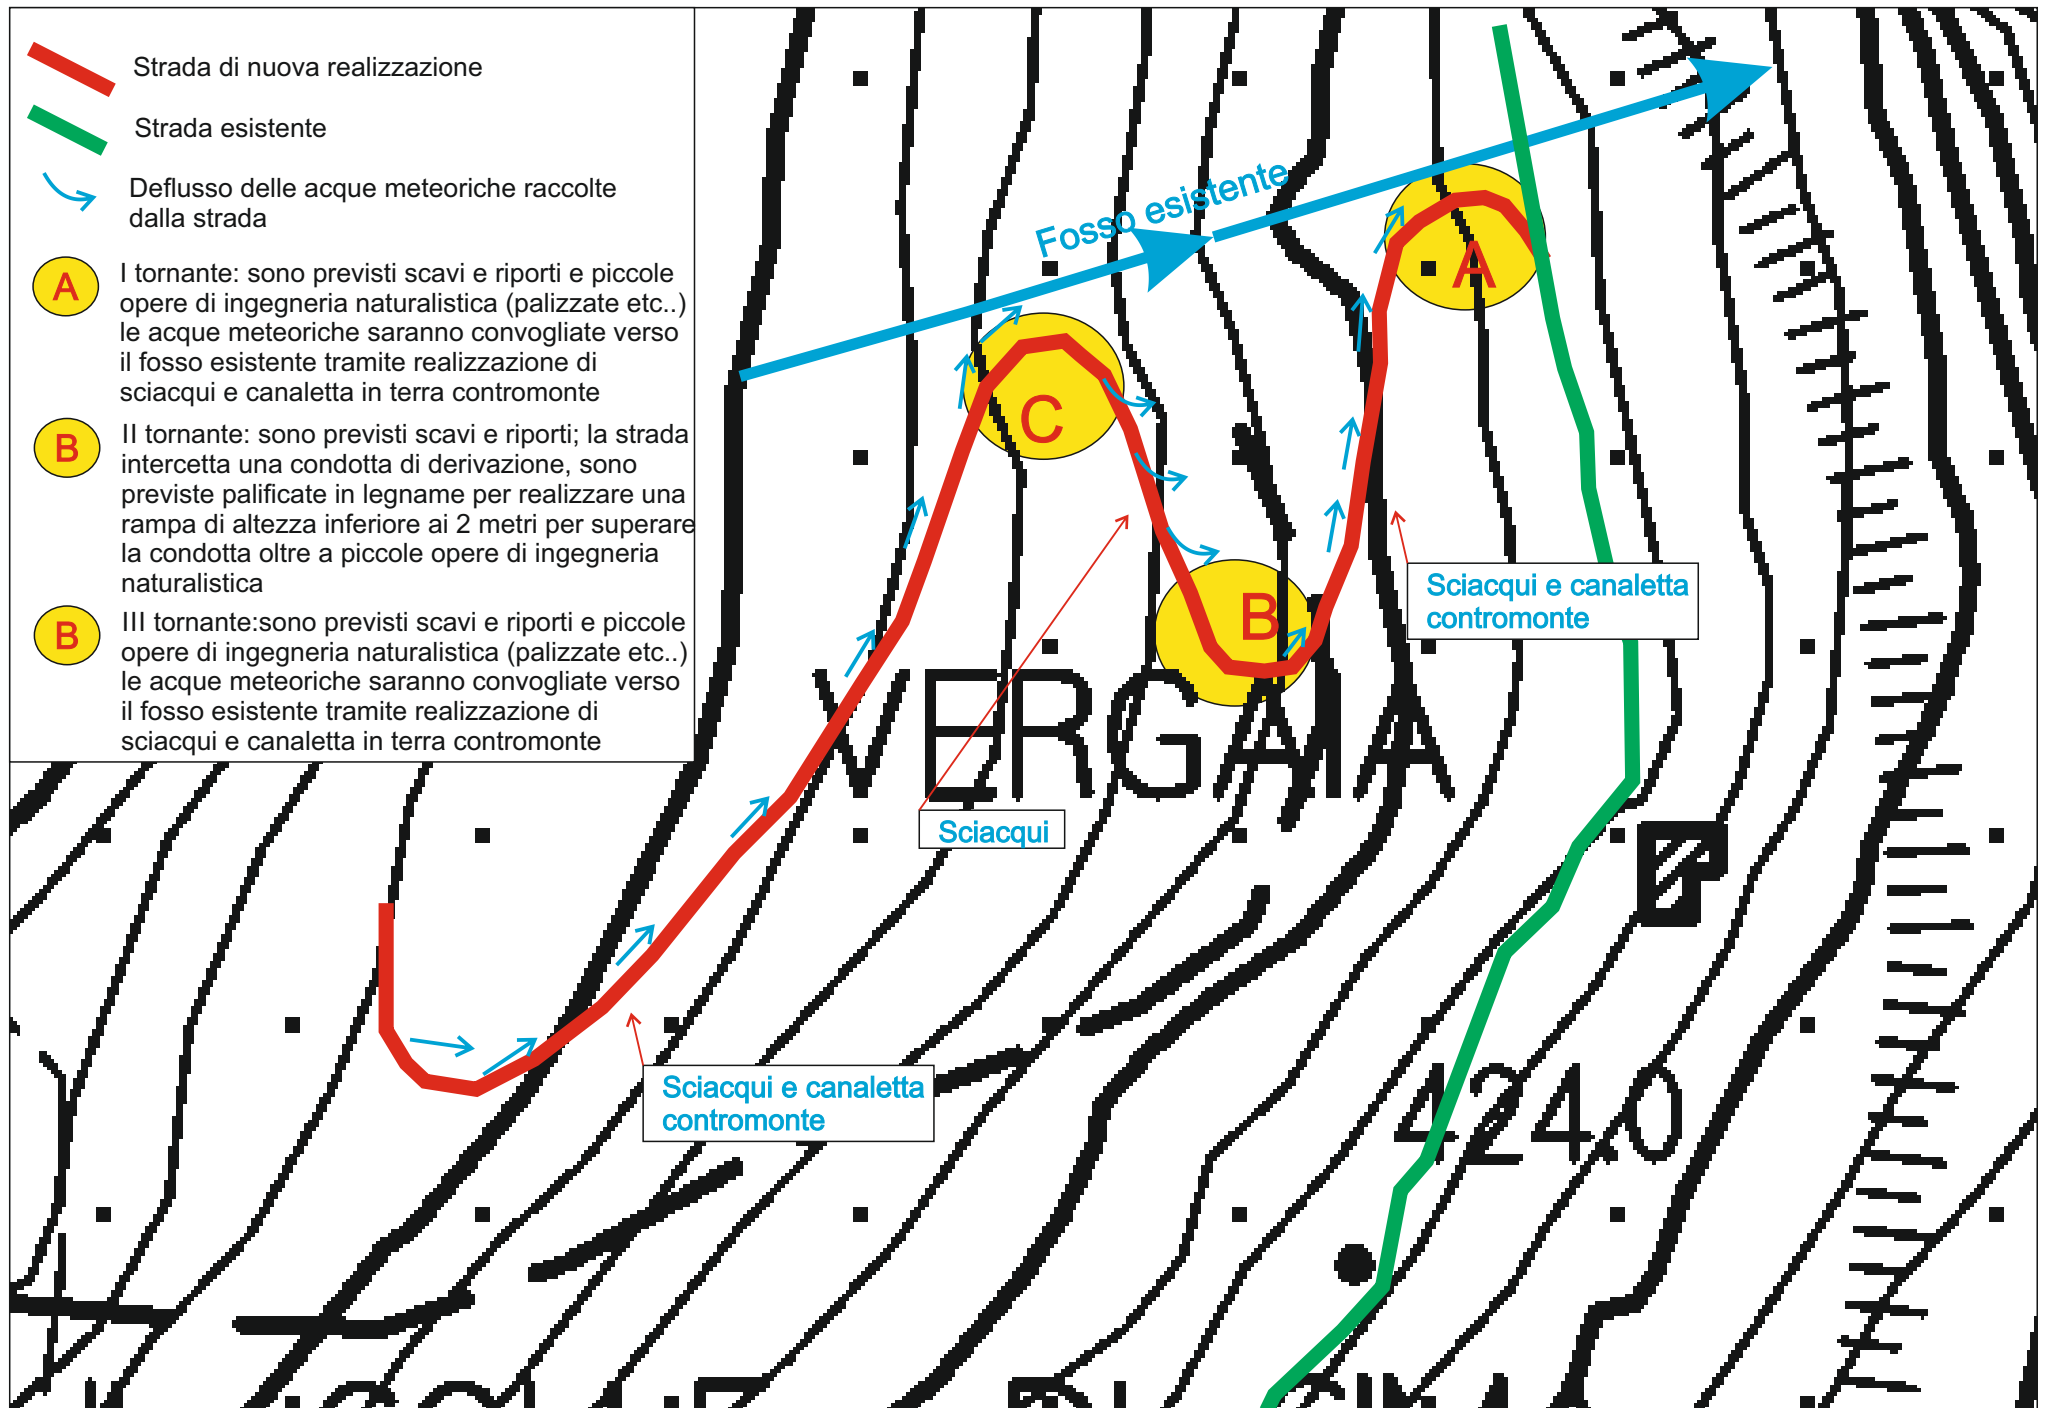 Strada di nuova realizzazione
Strada esistente
Deflusso delle acque meteoriche raccolte
dalla strada
A
I tornante: sono previsti scavi e riporti e piccole
opere di ingegneria naturalistica (palizzate etc..)
le acque meteoriche saranno convogliate verso
il fosso esistente tramite realizzazione di
sciacqui e canaletta in terra contromonte
B
II tornante: sono previsti scavi e riporti; la strada
intercetta una condotta di derivazione, sono
previste palificate in legname per realizzare una
rampa di altezza inferiore ai 2 metri per superare
la condotta oltre a piccole opere di ingegneria
naturalistica
B
III tornante:sono previsti scavi e riporti e piccole
opere di ingegneria naturalistica (palizzate etc..)
le acque meteoriche saranno convogliate verso
il fosso esistente tramite realizzazione di
sciacqui e canaletta in terra contromonte
Fosso esistente
A
C
B
Sciacqui e canaletta
contromonte
VERGAIA
Sciacqui
Sciacqui e canaletta
contromonte
424.0